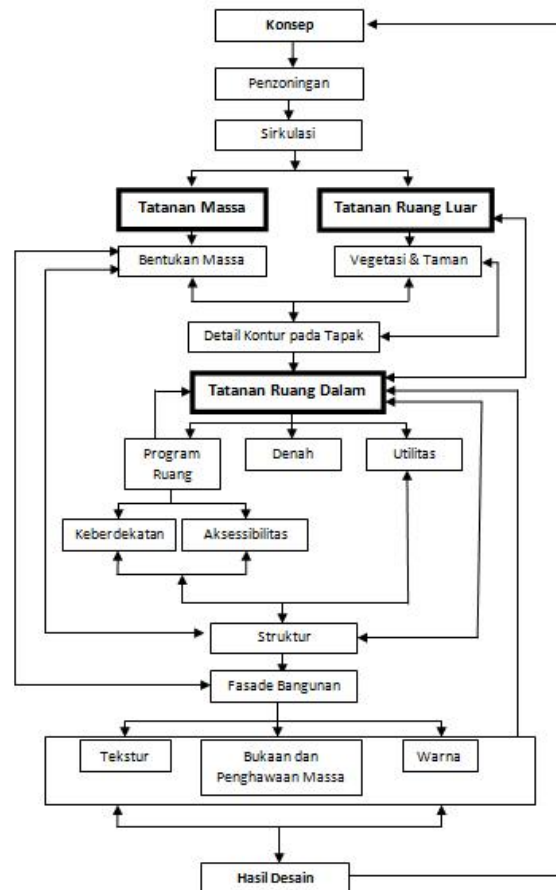 Konsep
Penzoningan
Sirkulasi
Tatanan Massa
Tatanan Ruang Luar
Bentukan Massa
Vegetasi & Taman
Detail Kontur pada Tapak
Tatanan Ruang Dalam
Program
Ruang
Denah
Utilitas
Keberdekatan
Aksessibilitas
Struktur
Fasade Bangunan
Tekstur
Bukaan dan
Penghawaan Massa
Warna
Hasil Desain